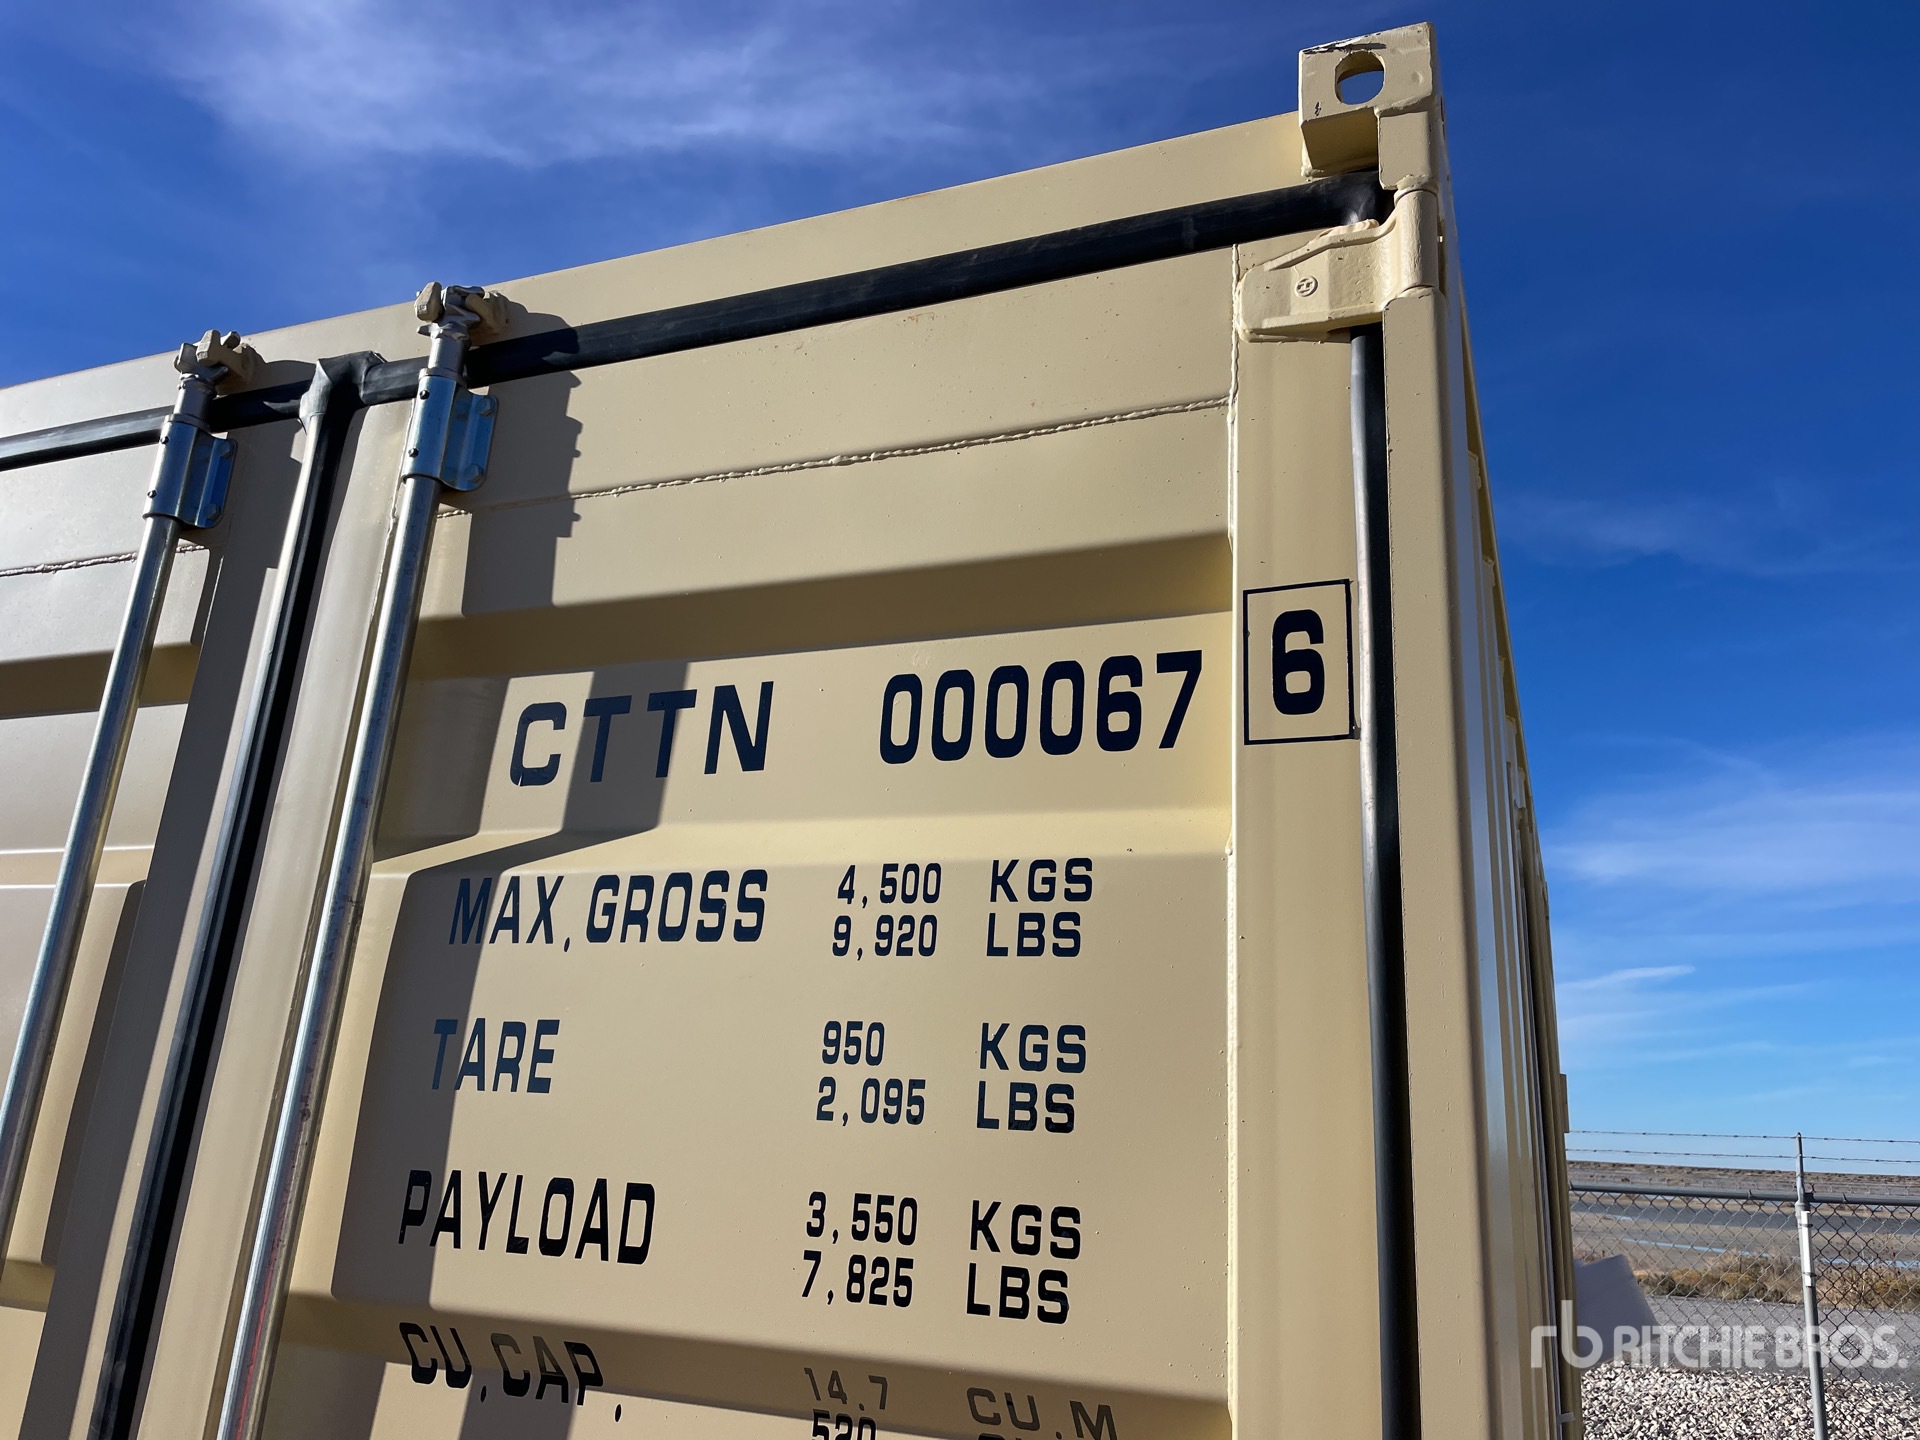 CTTN 000067 6
MAX. GROSS 4,500 KGS
9,920 LBS
TARE 950 KGS
2,095 LBS
PAYLOAD 3,550 KGS
7,825 LBS
CU. CAP. 14.7 CU.M
520
rb RITCHIE BROS.